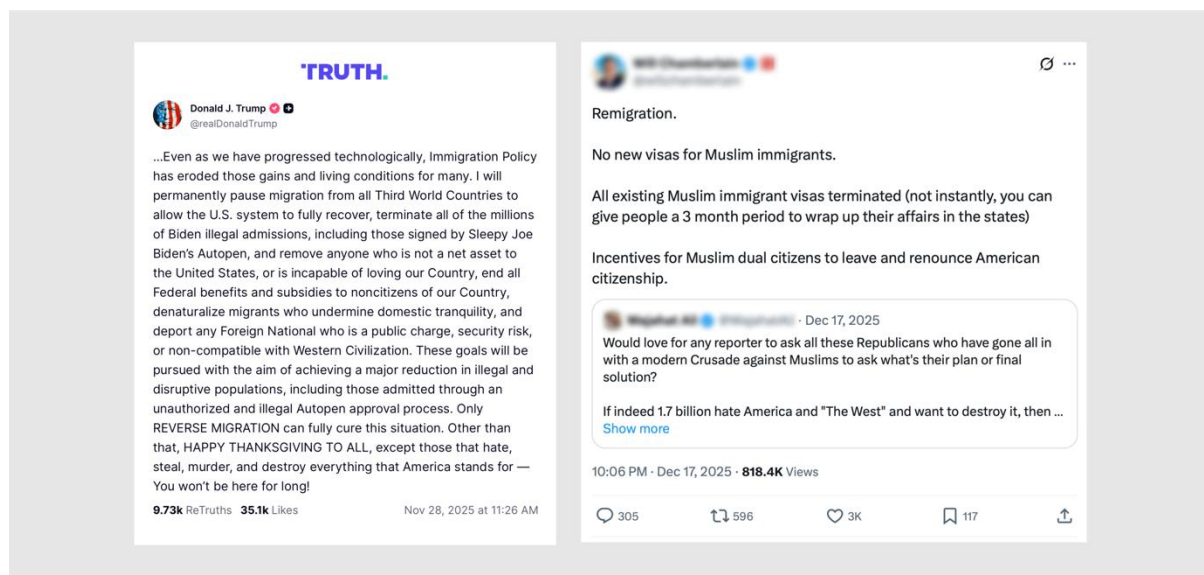 TRUTH.
Donald J. Trump
@realDonaldTrump
...Even as we have progressed technologically, Immigration Policy
has eroded those gains and living conditions for many. I will
permanently pause migration from all Third World Countries to
allow the U.S. system to fully recover, terminate all of the millions
of Biden illegal admissions, including those signed by Sleepy Joe
Biden's Autopen, and remove anyone who is not a net asset to
the United States, or is incapable of loving our Country, end all
Federal benefits and subsidies to noncitizens of our Country,
denaturalize migrants who undermine domestic tranquility, and
deport any Foreign National who is a public charge, security risk,
or non-compatible with Western Civilization. These goals will be
pursued with the aim of achieving a major reduction in illegal and
disruptive populations, including those admitted through an
unauthorized and illegal Autopen approval process. Only
REVERSE MIGRATION can fully cure this situation. Other than
that, HAPPY THANKSGIVING TO ALL, except those that hate,
steal, murder, and destroy everything that America stands for —
You won't be here for long!
9.73k ReTruths 35.1k Likes Nov 28, 2025 at 11:26 AM
Remigration.
No new visas for Muslim immigrants.
All existing Muslim immigrant visas terminated (not instantly, you can
give people a 3 month period to wrap up their affairs in the states)
Incentives for Muslim dual citizens to leave and renounce American
citizenship.
· Dec 17, 2025
Would love for any reporter to ask all these Republicans who have gone all in
with a modern Crusade against Muslims to ask what's their plan or final
solution?
If indeed 1.7 billion hate America and "The West" and want to destroy it, then ...
Show more
10:06 PM · Dec 17, 2025 · 818.4K Views
305 596 3K 117